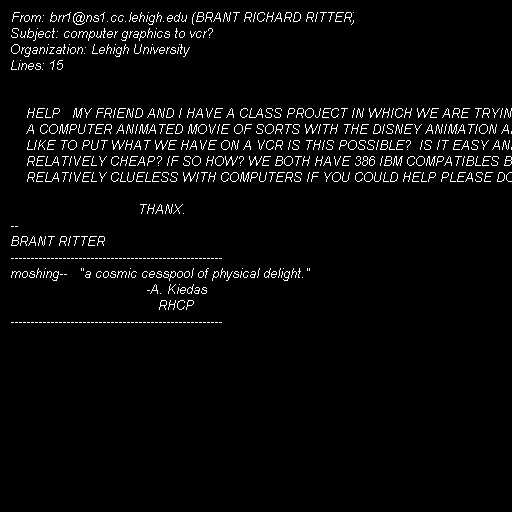 From: brr1@ns1.cc.lehigh.edu (BRANT RICHARD RITTER)
Subject: computer graphics to vcr?
Organization: Lehigh University
Lines: 15
HELP MY FRIEND AND I HAVE A CLASS PROJECT IN WHICH WE ARE
A COMPUTER ANIMATED MOVIE OF SORTS WITH THE DISNEY ANIMATION
LIKE TO PUT WHAT WE HAVE ON A VCR IS THIS POSSIBLE? IS IT EASY
RELATIVELY CHEAP? IF SO HOW? WE BOTH HAVE 386 IBM COMPATIBLES
RELATIVELY CLUELESS WITH COMPUTERS IF YOU COULD HELP PLEASE
THANX.
--
BRANT RITTER
-----------------------------------------------------
moshing-- "a cosmic cesspool of physical delight."
-A. Kiedas
RHCP
-----------------------------------------------------